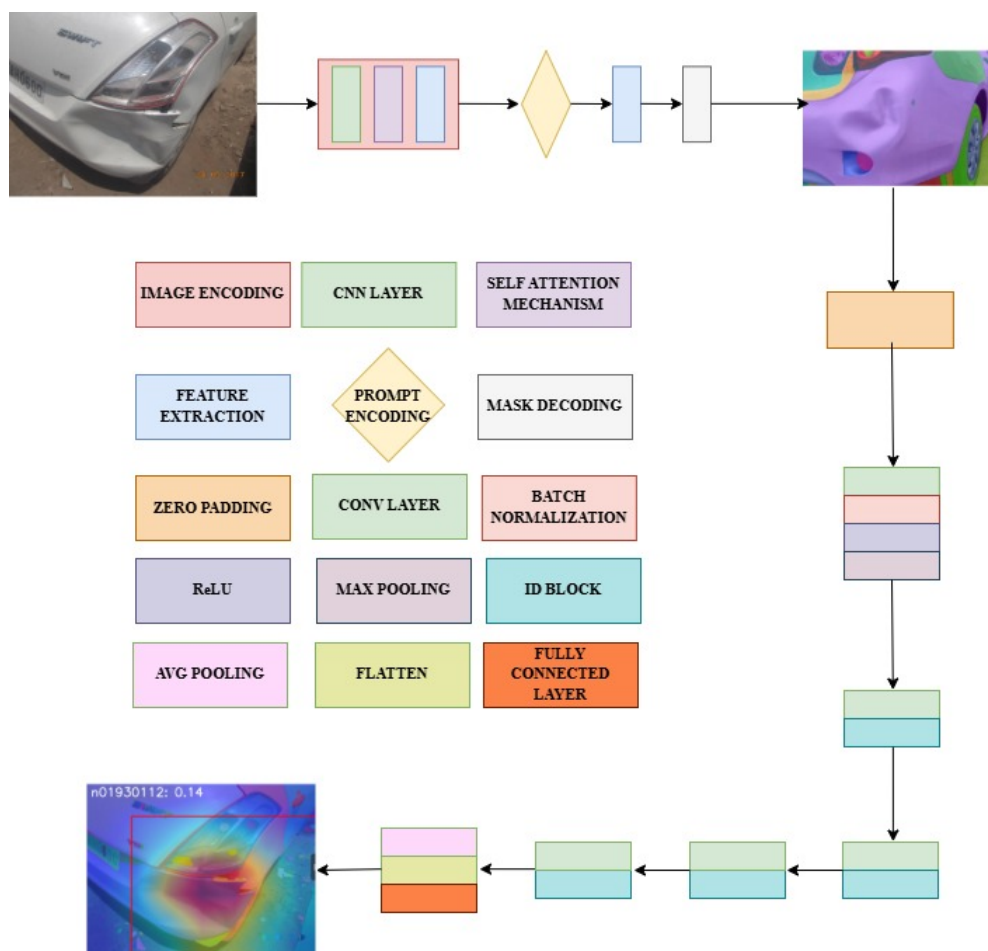 SWIFT
VDI
IMAGE ENCODING
CNN LAYER
SELF ATTENTION
MECHANISM
FEATURE
EXTRACTION
PROMPT
ENCODING
MASK DECODING
ZERO PADDING
CONV LAYER
BATCH
NORMALIZATION
ReLU
MAX POOLING
ID BLOCK
AVG POOLING
FLATTEN
FULLY
CONNECTED
LAYER
n01930112: 0.14